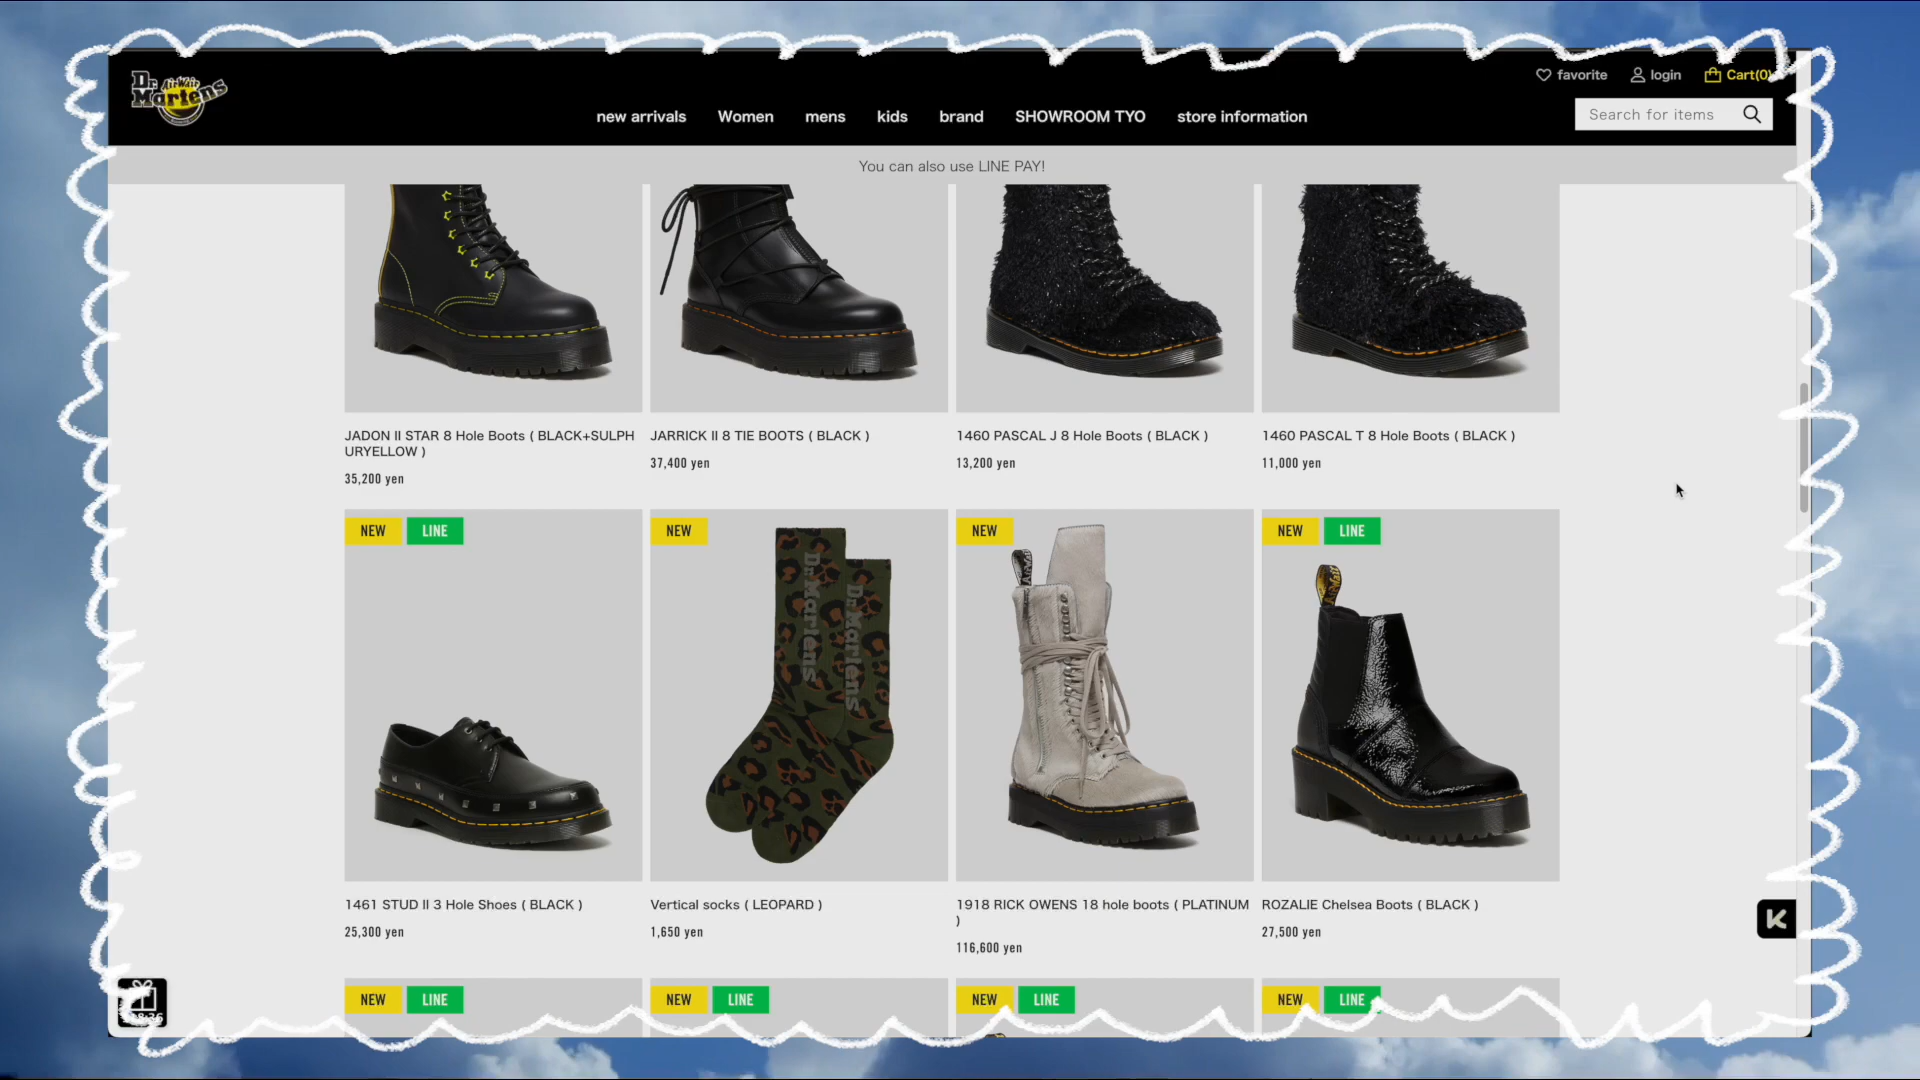 Dr. Martens
AirWair
favorite
login
Cart(0)
new arrivals
Women
mens
kids
brand
SHOWROOM TYO
store information
Search for items
You can also use LINE PAY!
JADON II STAR 8 Hole Boots ( BLACK+SULPH
URYELLOW )
35,200 yen
JARRICK II 8 TIE BOOTS ( BLACK )
37,400 yen
1460 PASCAL J 8 Hole Boots ( BLACK )
13,200 yen
1460 PASCAL T 8 Hole Boots ( BLACK )
11,000 yen
NEW LINE
NEW
NEW
NEW LINE
Dr.Martens
Dr.Martens
1461 STUD II 3 Hole Shoes ( BLACK )
25,300 yen
Vertical socks ( LEOPARD )
1,650 yen
1918 RICK OWENS 18 hole boots ( PLATINUM
)
116,600 yen
ROZALIE Chelsea Boots ( BLACK )
27,500 yen
K
NEW LINE
NEW LINE
NEW LINE
NEW LINE